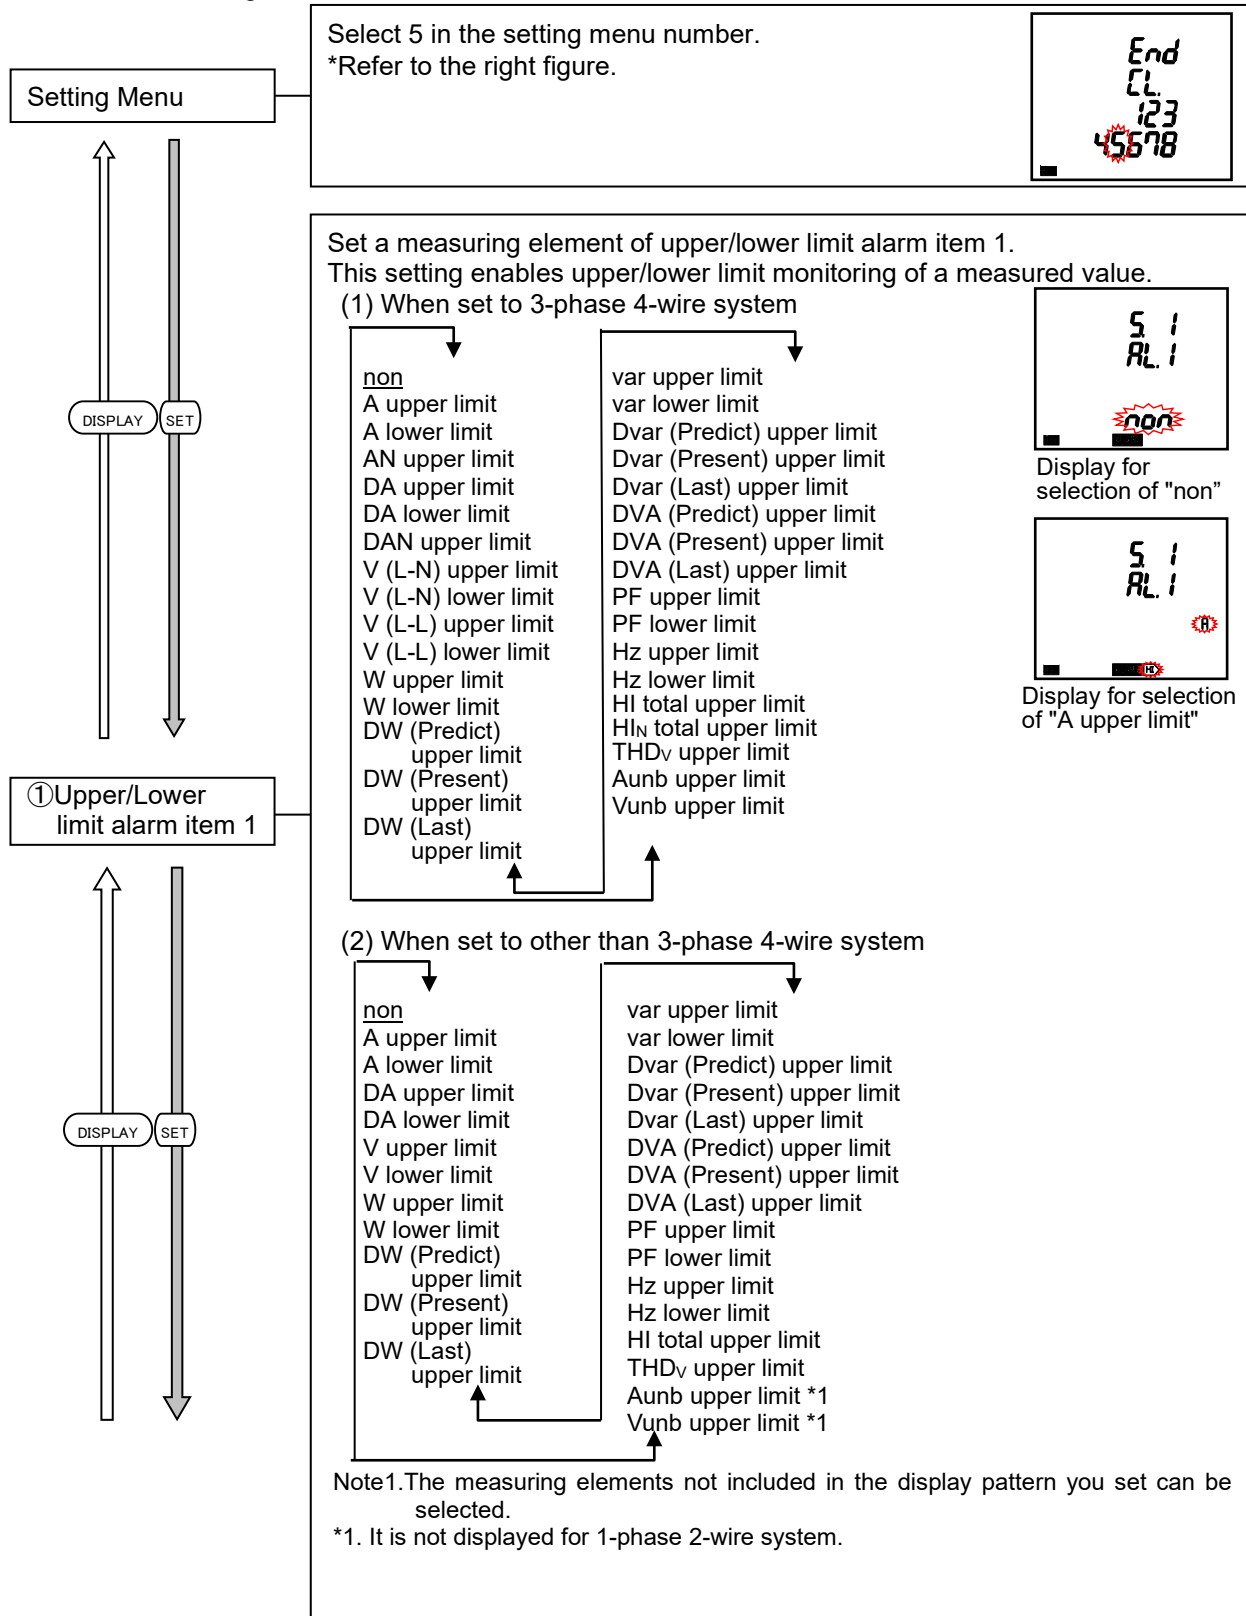 Setting Menu
Select 5 in the setting menu number.
*Refer to the right figure.
End
CL.
123
45678
DISPLAY
SET
①Upper/Lower
limit alarm item 1
Set a measuring element of upper/lower limit alarm item 1.
This setting enables upper/lower limit monitoring of a measured value.
(1) When set to 3-phase 4-wire system
non
A upper limit
A lower limit
AN upper limit
DA upper limit
DA lower limit
DAN upper limit
V (L-N) upper limit
V (L-N) lower limit
V (L-L) upper limit
V (L-L) lower limit
W upper limit
W lower limit
DW (Predict)
upper limit
DW (Present)
upper limit
DW (Last)
upper limit
var upper limit
var lower limit
Dvar (Predict) upper limit
Dvar (Present) upper limit
Dvar (Last) upper limit
DVA (Predict) upper limit
DVA (Present) upper limit
DVA (Last) upper limit
PF upper limit
PF lower limit
Hz upper limit
Hz lower limit
HI total upper limit
HIN total upper limit
THDV upper limit
Aunb upper limit
Vunb upper limit
5. 1
AL. 1
non
Display for
selection of "non”
5. 1
AL. 1
A
HI
Display for selection
of "A upper limit"
DISPLAY
SET
(2) When set to other than 3-phase 4-wire system
non
A upper limit
A lower limit
DA upper limit
DA lower limit
V upper limit
V lower limit
W upper limit
W lower limit
DW (Predict)
upper limit
DW (Present)
upper limit
DW (Last)
upper limit
var upper limit
var lower limit
Dvar (Predict) upper limit
Dvar (Present) upper limit
Dvar (Last) upper limit
DVA (Predict) upper limit
DVA (Present) upper limit
DVA (Last) upper limit
PF upper limit
PF lower limit
Hz upper limit
Hz lower limit
HI total upper limit
THDV upper limit
Aunb upper limit *1
Vunb upper limit *1
Note1.The measuring elements not included in the display pattern you set can be
selected.
*1. It is not displayed for 1-phase 2-wire system.